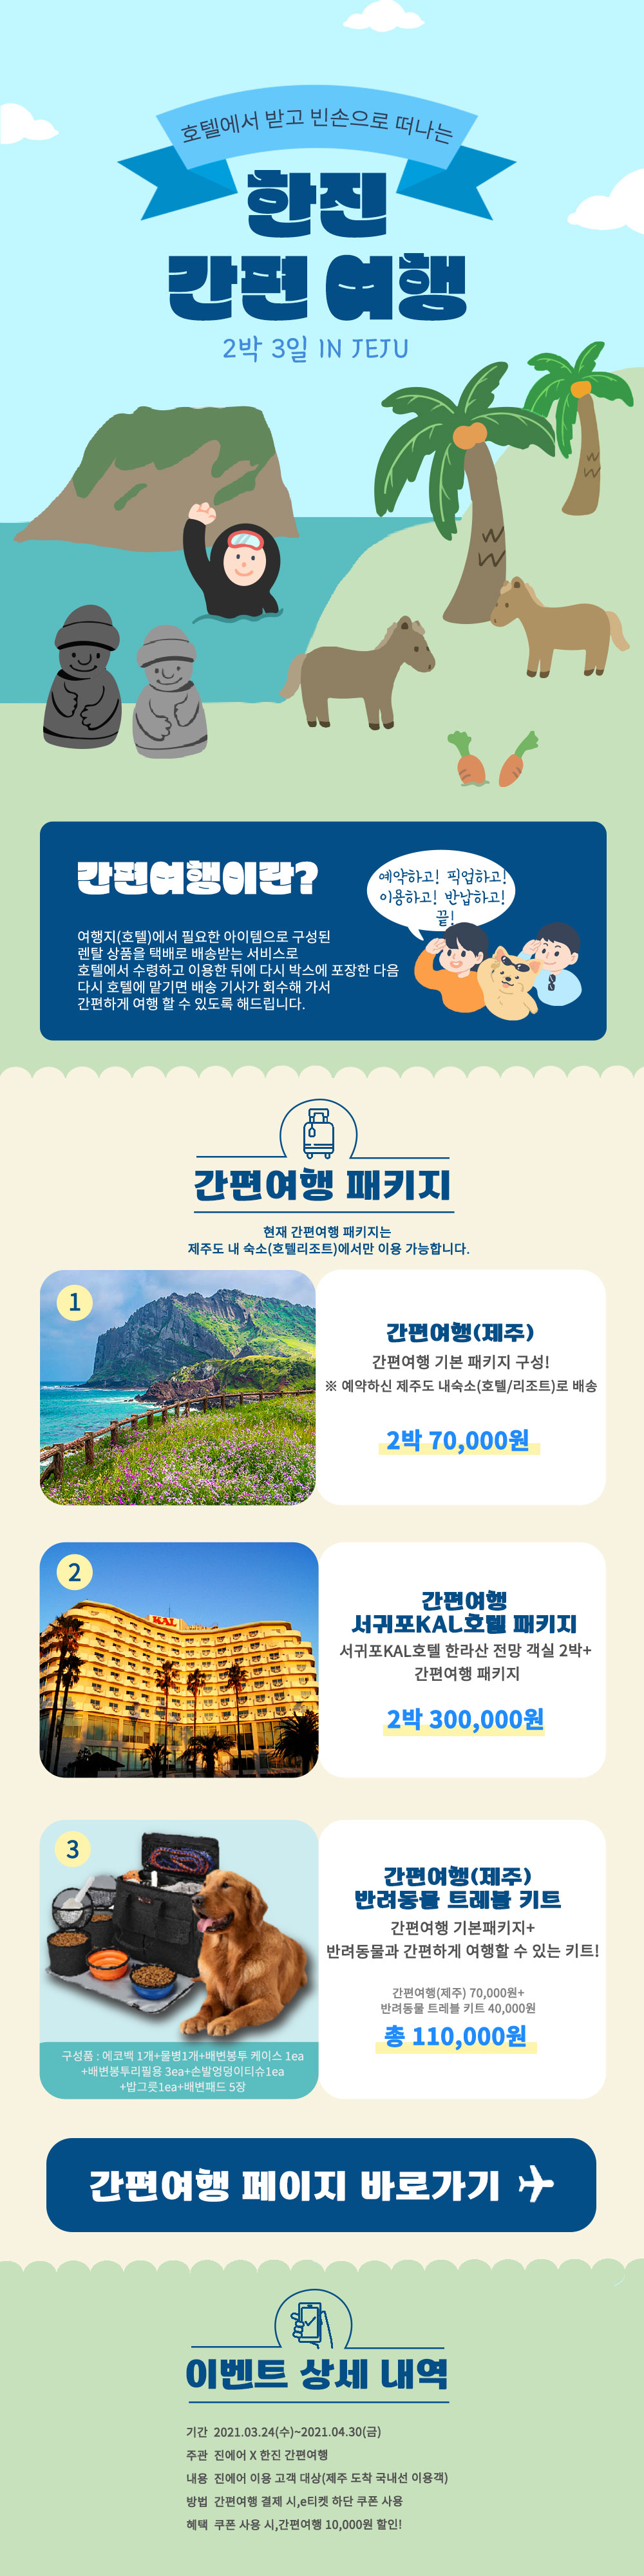 호텔에서 받고 빈손으로 떠나는
한진
간편 여행
2박 3일 IN JEJU
간편여행이란?
예약하고! 픽업하고!
이용하고! 반납하고!
끝!
여행지(호텔)에서 필요한 아이템으로 구성된
렌탈 상품을 택배로 배송받는 서비스로
호텔에서 수령하고 이용한 뒤에 다시 박스에 포장한 다음
다시 호텔에 맡기면 배송 기사가 회수해 가서
간편하게 여행 할 수 있도록 해드립니다.
간편여행 패키지
현재 간편여행 패키지는
제주도 내 숙소(호텔리조트)에서만 이용 가능합니다.
1
간편여행(제주)
간편여행 기본 패키지 구성!
※ 예약하신 제주도 내숙소(호텔/리조트)로 배송
2박 70,000원
2
KAL
간편여행
서귀포KAL호텔 패키지
서귀포KAL호텔 한라산 전망 객실 2박+
간편여행 패키지
2박 300,000원
3
간편여행(제주)
반려동물 트레블 키트
간편여행 기본패키지+
반려동물과 간편하게 여행할 수 있는 키트!
간편여행(제주) 70,000원+
반려동물 트레블 키트 40,000원
총 110,000원
구성품 : 에코백 1개+물병1개+배변봉투 케이스 1ea
+배변봉투리필용 3ea+손발엉덩이티슈1ea
+밥그릇1ea+배변패드 5장
간편여행 페이지 바로가기
이벤트 상세 내역
기간 2021.03.24(수)~2021.04.30(금)
주관 진에어 X 한진 간편여행
내용 진에어 이용 고객 대상(제주 도착 국내선 이용객)
방법 간편여행 결제 시,e티켓 하단 쿠폰 사용
혜택 쿠폰 사용 시,간편여행 10,000원 할인!